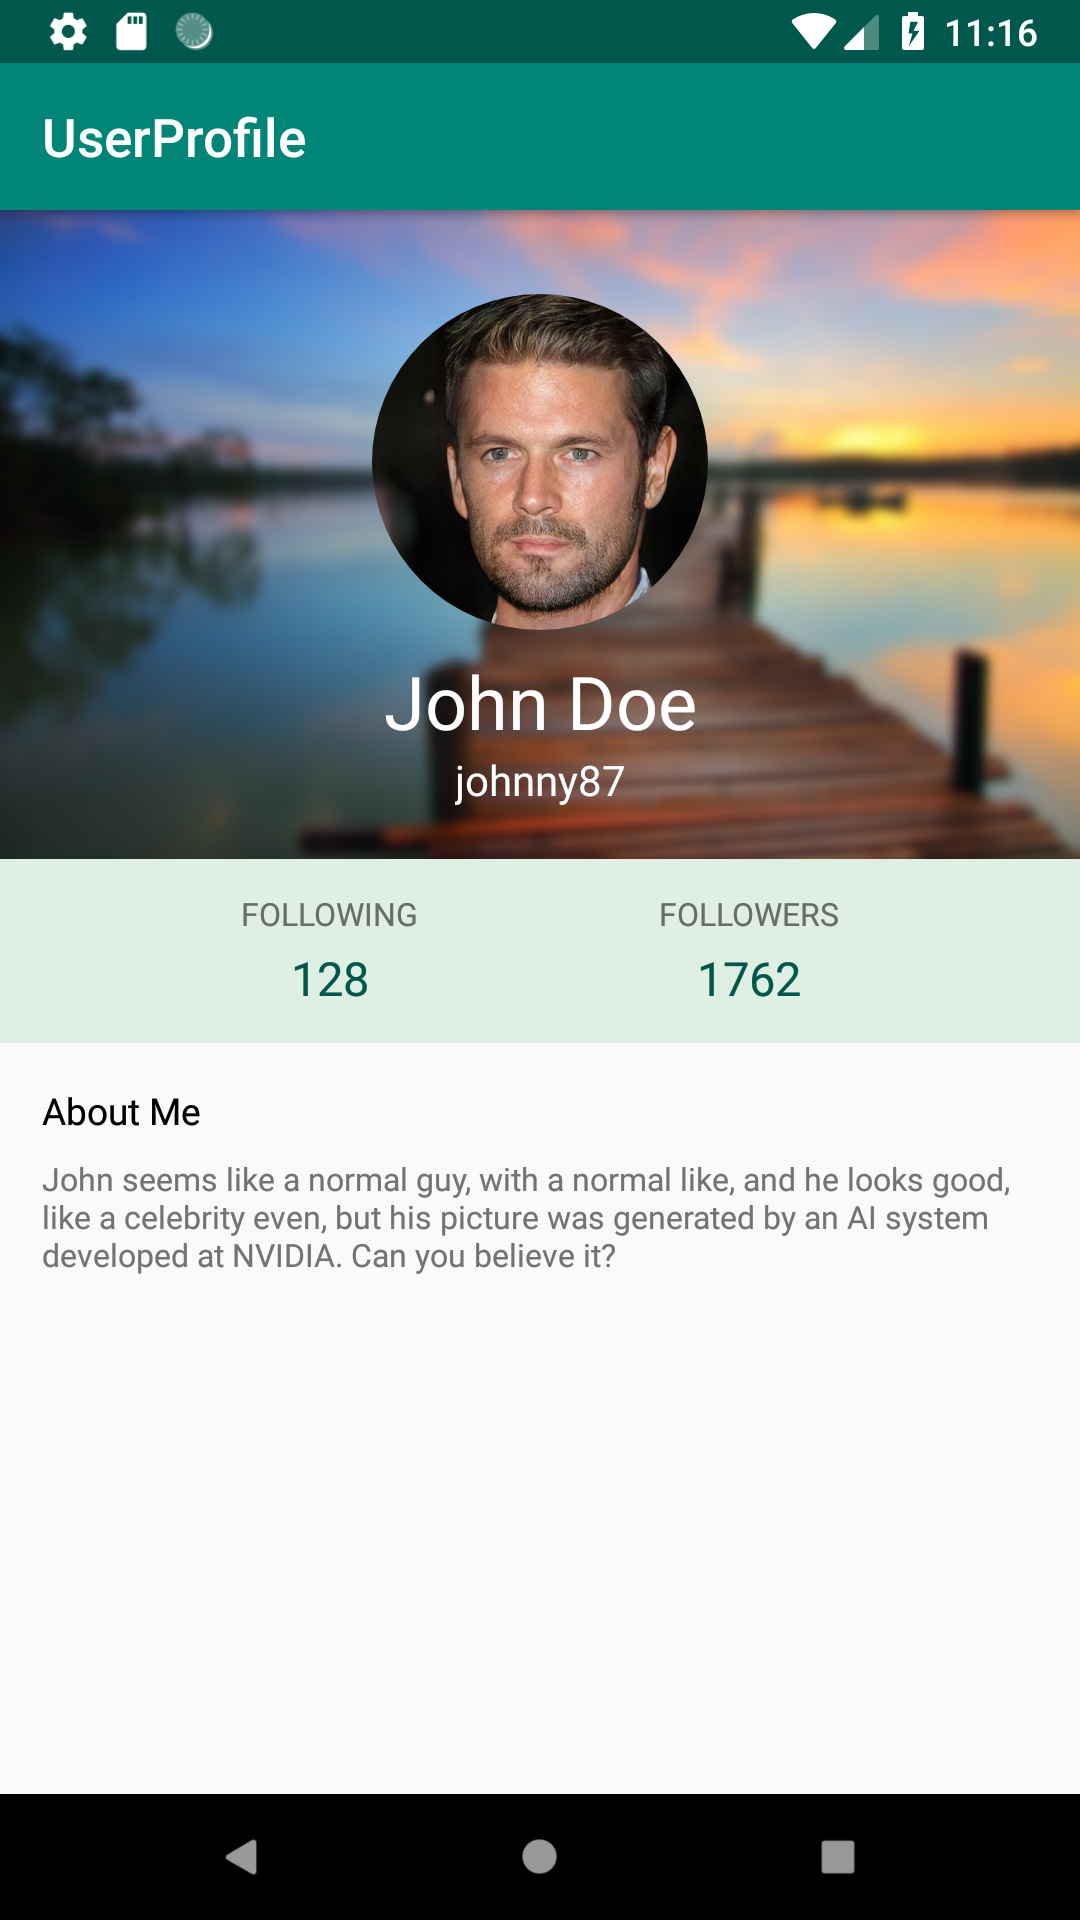 11:16
UserProfile
John Doe
johnny87
FOLLOWING FOLLOWERS
128 1762
About Me
John seems like a normal guy, with a normal like, and he looks good,
like a celebrity even, but his picture was generated by an AI system
developed at NVIDIA. Can you believe it?